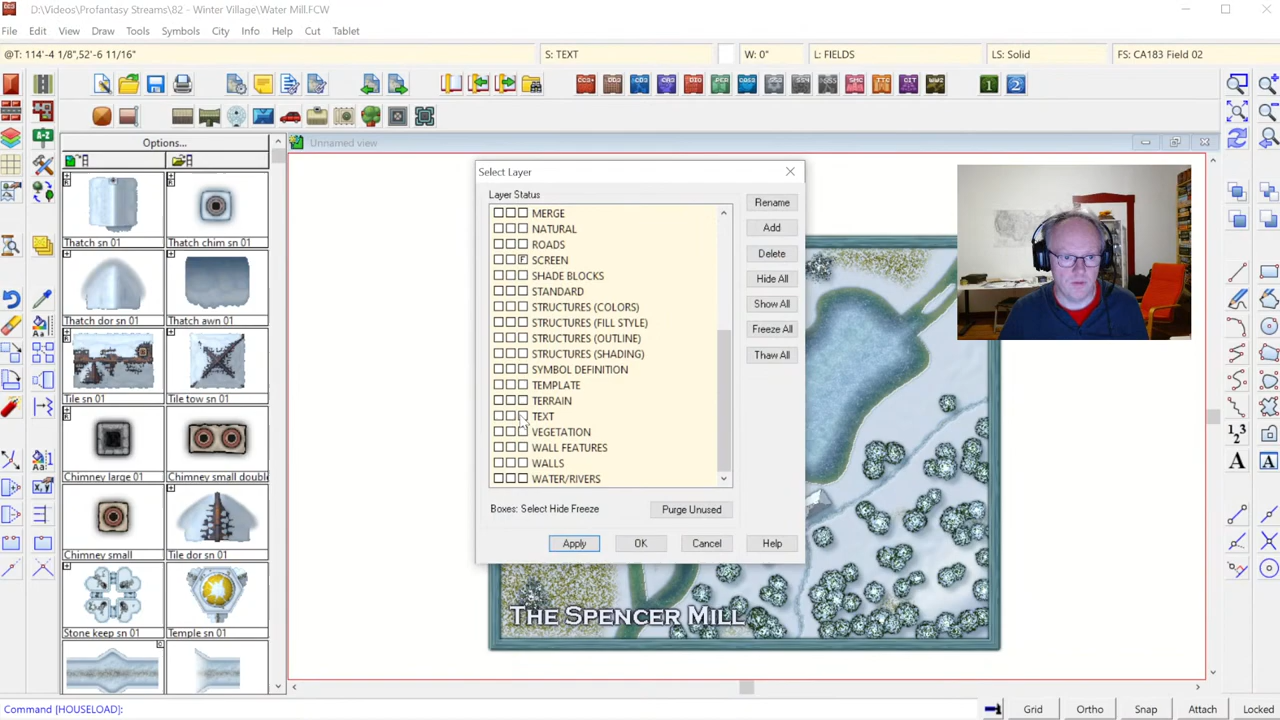 D:\Videos\Profantasy Streams\82 - Winter Village\Water Mill.FCW
File Edit View Draw Tools Symbols City Info Help Cut Tablet
@T: 114'-4 1/8",52'-6 11/16" S: TEXT W: 0" L: FIELDS LS: Solid FS: CA183 Field 02
Options...
Unnamed view
Thatch sn 01 Thatch chim sn 01
Thatch dor sn 01 Thatch awn 01
Tile sn 01 Tile tow sn 01
Chimney large 01 Chimney small double
Chimney small Tile dor sn 01
Stone keep sn 01 Temple sn 01
Select Layer
Layer Status
MERGE
NATURAL
ROADS
F SCREEN
SHADE BLOCKS
STANDARD
STRUCTURES (COLORS)
STRUCTURES (FILL STYLE)
STRUCTURES (OUTLINE)
STRUCTURES (SHADING)
SYMBOL DEFINITION
TEMPLATE
TERRAIN
TEXT
VEGETATION
WALL FEATURES
WALLS
WATER/RIVERS
Rename
Add
Delete
Hide All
Show All
Freeze All
Thaw All
Boxes: Select Hide Freeze Purge Unused
Apply OK Cancel Help
The Spencer Mill
Command [HOUSELOAD]: Grid Ortho Snap Attach Locked